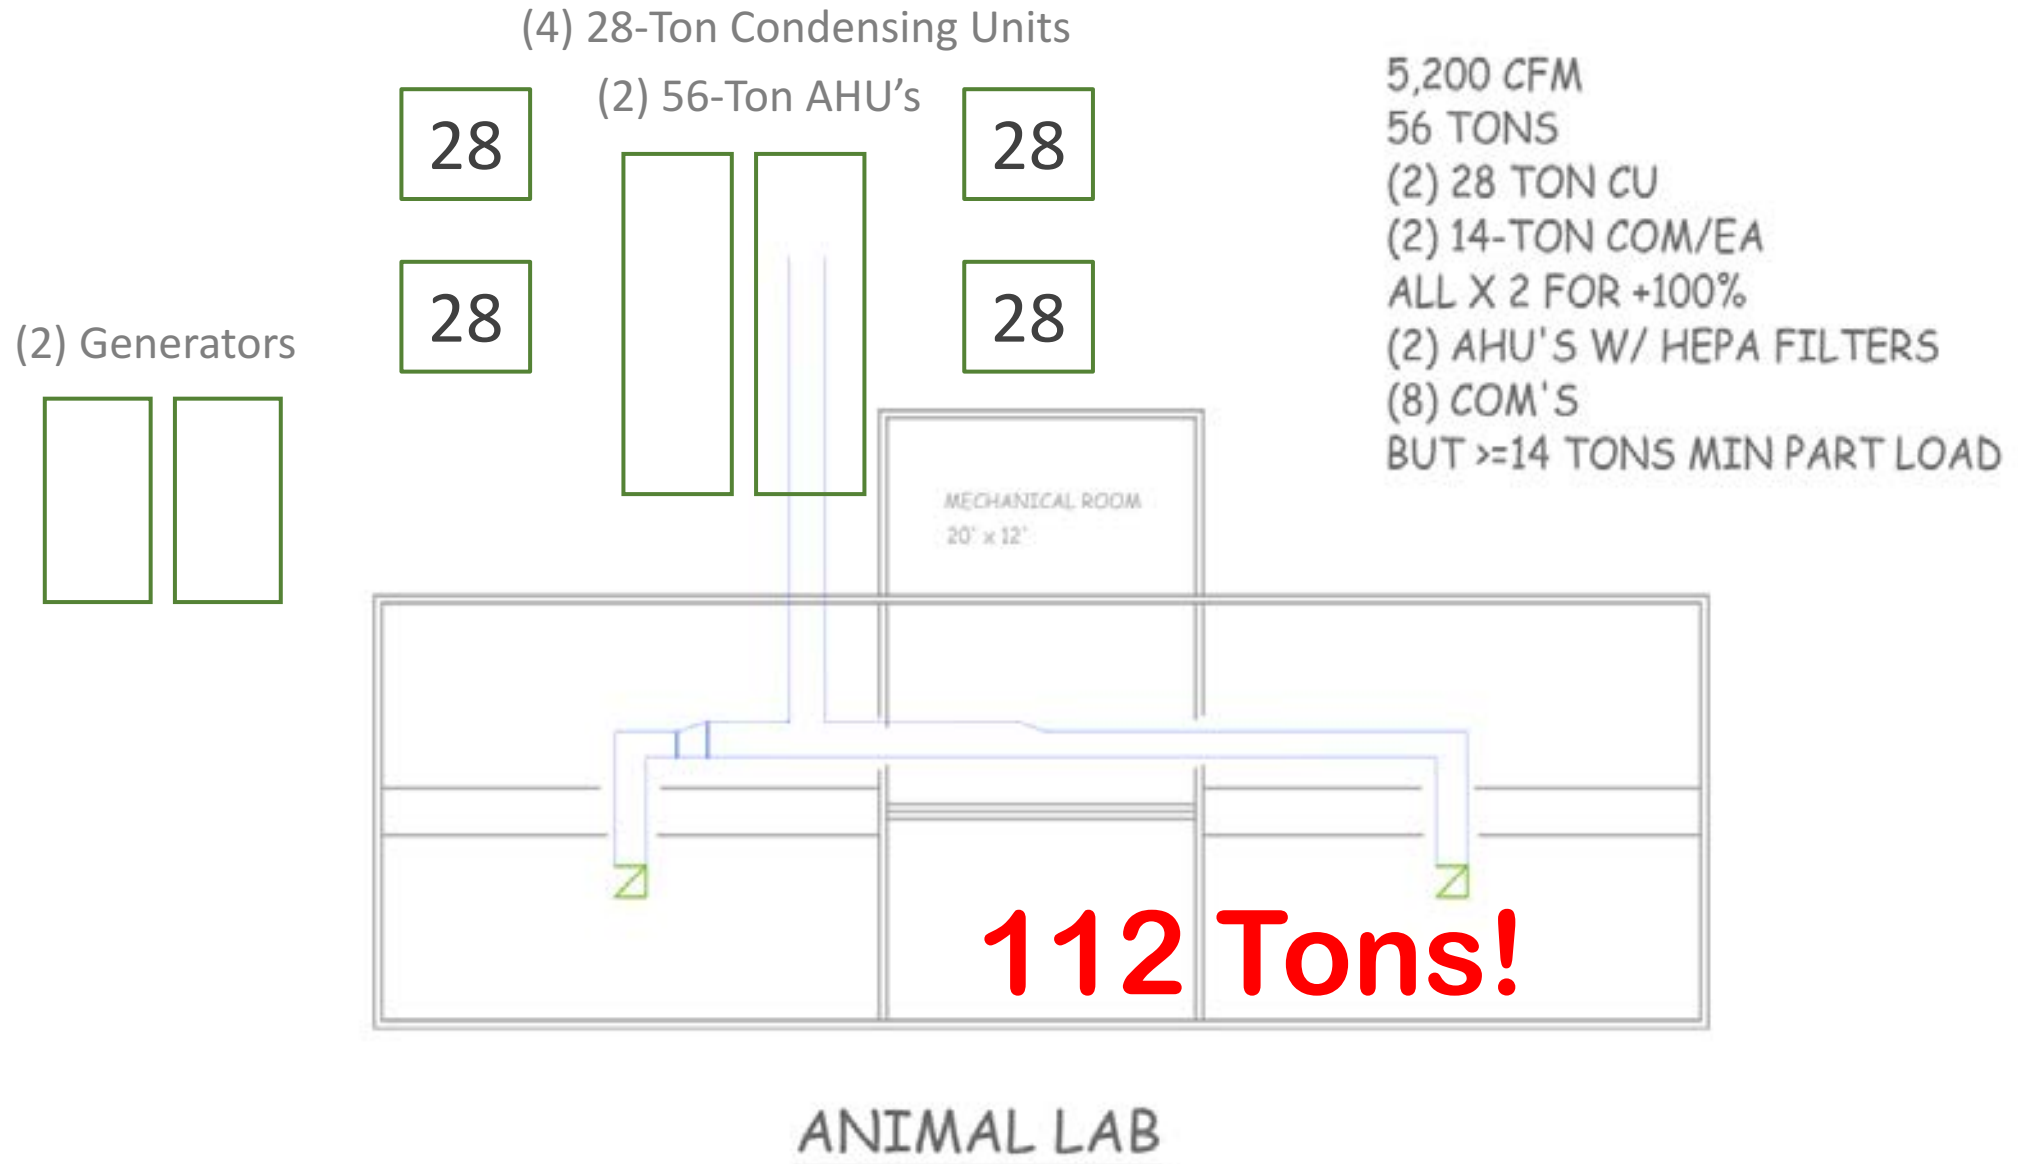 (4) 28-Ton Condensing Units
(2) 56-Ton AHU’s
28
28
28
28
(2) Generators
5,200 CFM
56 TONS
(2) 28 TON CU
(2) 14-TON COM/EA
ALL X 2 FOR +100%
(2) AHU'S W/ HEPA FILTERS
(8) COM'S
BUT >=14 TONS MIN PART LOAD
MECHANICAL ROOM
20' x 12'
112 Tons!
ANIMAL LAB